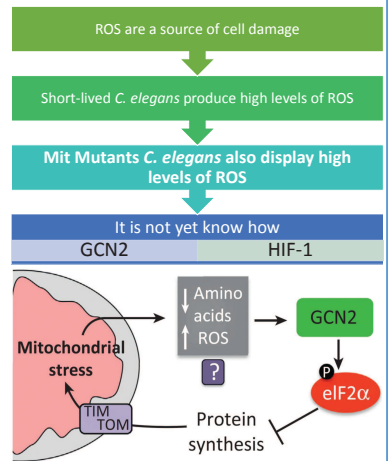 ROS are a source of cell damage
Short-lived C. elegans produce high levels of ROS
Mit Mutants C. elegans also display high
levels of ROS
It is not yet know how
GCN2 HIF-1
Amino
acids
ROS
?
GCN2
P
eIF2α
Mitochondrial
stress
TIM
TOM
Protein
synthesis